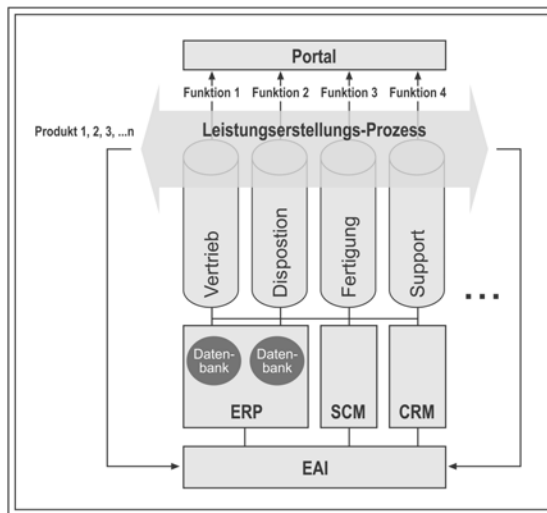 Portal
Funktion 1 Funktion 2 Funktion 3 Funktion 4
Produkt 1, 2, 3, ...n
Leistungserstellungs-Prozess
Vertrieb
Dispostion
Fertigung
Support
...
Daten-
bank
Daten-
bank
ERP
SCM
CRM
EAI